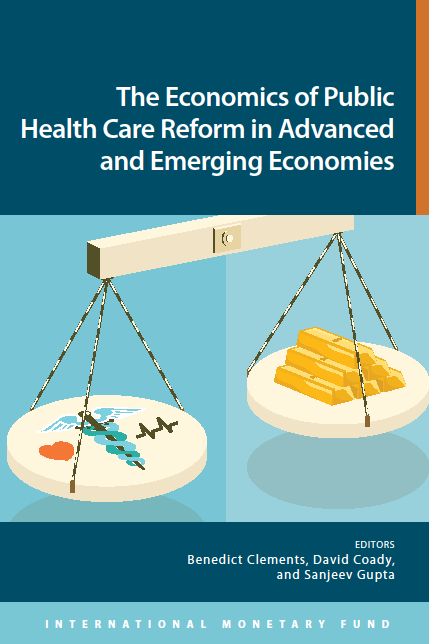 The Economics of Public
Health Care Reform in Advanced
and Emerging Economies
EDITORS
Benedict Clements, David Coady,
and Sanjeev Gupta
INTERNATIONAL MONETARY FUND